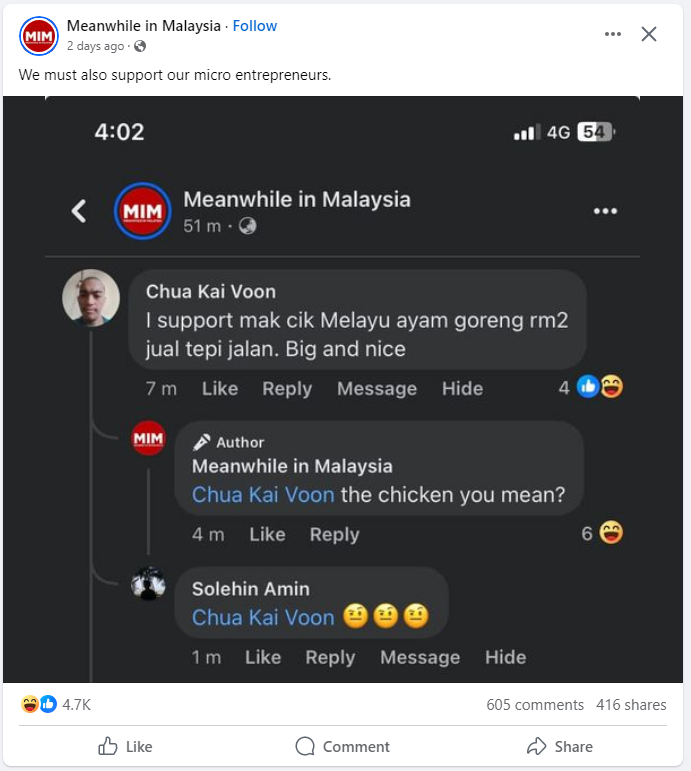 MIM
Meanwhile in Malaysia · Follow
2 days ago ·
We must also support our micro entrepreneurs.
4:02
4G 54
MIM
Meanwhile in Malaysia
51 m ·
Chua Kai Voon
I support mak cik Melayu ayam goreng rm2
jual tepi jalan. Big and nice
7 m Like Reply Message Hide 4
MIM
Author
Meanwhile in Malaysia
Chua Kai Voon the chicken you mean?
4 m Like Reply 6 😆
Solehin Amin
Chua Kai Voon 🤨🤨🤨
1 m Like Reply Message Hide
4.7K 605 comments 416 shares
Like Comment Share